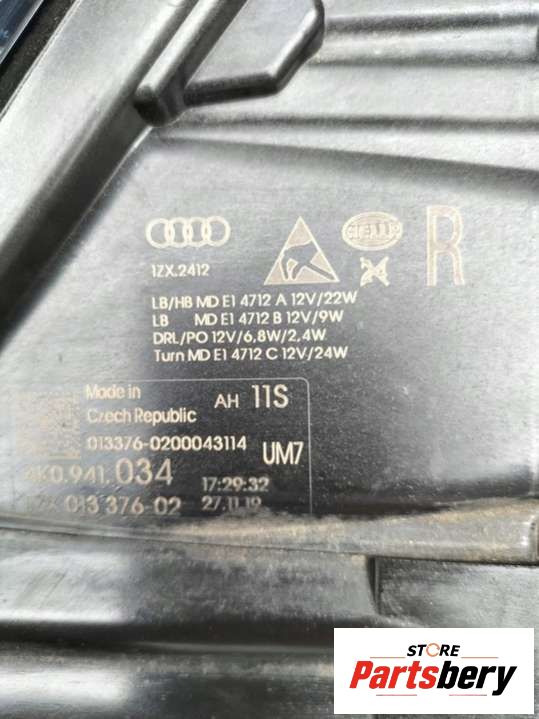 1ZX.2412
HELLA
R
LB/HB MD E1 4712 A 12V/22W
LB MD E1 4712 B 12V/9W
DRL/PO 12V/6,8W/2,4W
Turn MD E1 4712 C 12V/24W
Made in
Czech Republic
AH 11S
013376-0200043114
UM7
4K0.941.034
17:29:32
013 376-02
27.11.19
STORE
Partsbery